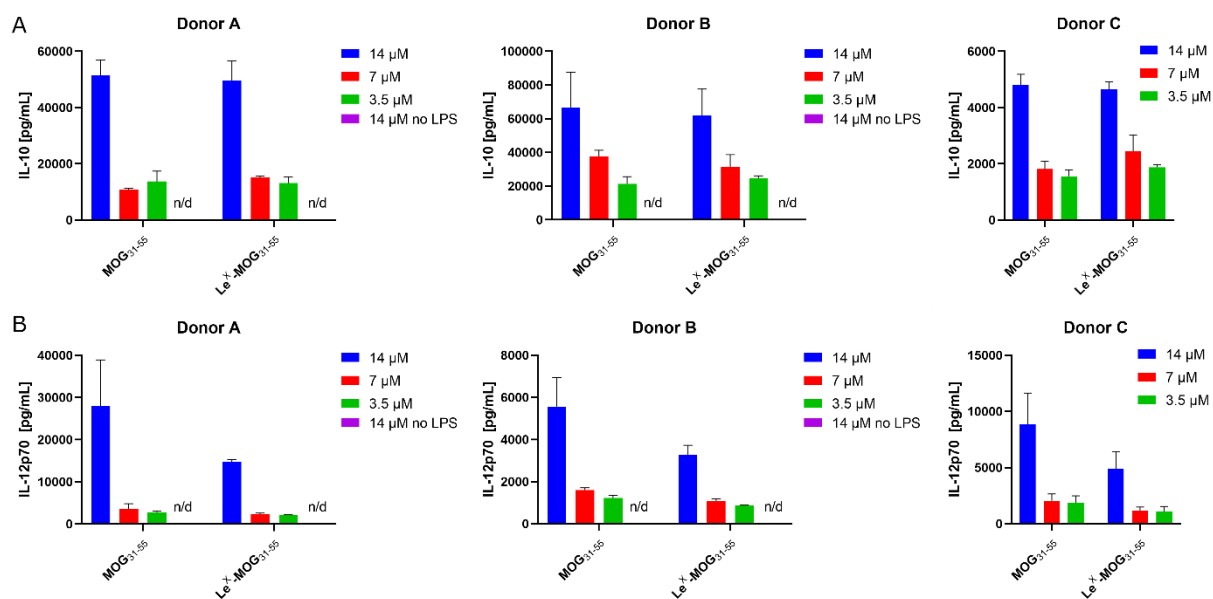 A
Donor A
IL-10 [pg/mL]
60000
40000
20000
0
n/d
n/d
MOG31-55
LeX-MOG31-55
14 µM
7 µM
3.5 µM
14 µM no LPS
Donor B
IL-10 [pg/mL]
100000
80000
60000
40000
20000
0
n/d
n/d
MOG31-55
LeX-MOG31-55
14 µM
7 µM
3.5 µM
14 µM no LPS
Donor C
IL-10 [pg/mL]
6000
4000
2000
0
MOG31-55
LeX-MOG31-55
14 µM
7 µM
3.5 µM
B
Donor A
IL-12p70 [pg/mL]
40000
30000
20000
10000
0
n/d
n/d
MOG31-55
LeX-MOG31-55
14 µM
7 µM
3.5 µM
14 µM no LPS
Donor B
IL-12p70 [pg/mL]
8000
6000
4000
2000
0
n/d
n/d
MOG31-55
LeX-MOG31-55
14 µM
7 µM
3.5 µM
14 µM no LPS
Donor C
IL-12p70 [pg/mL]
15000
10000
5000
0
MOG31-55
LeX-MOG31-55
14 µM
7 µM
3.5 µM